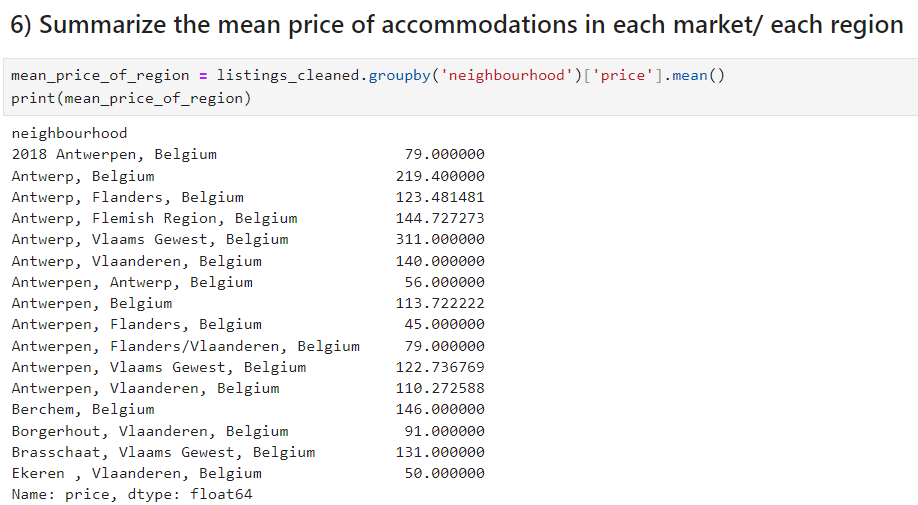 6) Summarize the mean price of accommodations in each market/ each region
mean_price_of_region = listings_cleaned.groupby('neighbourhood')['price'].mean()
print(mean_price_of_region)
neighbourhood
2018 Antwerpen, Belgium                     79.000000
Antwerp, Belgium                           219.400000
Antwerp, Flanders, Belgium                 123.481481
Antwerp, Flemish Region, Belgium           144.727273
Antwerp, Vlaams Gewest, Belgium            311.000000
Antwerp, Vlaanderen, Belgium               140.000000
Antwerpen, Antwerp, Belgium                 56.000000
Antwerpen, Belgium                         113.722222
Antwerpen, Flanders, Belgium                45.000000
Antwerpen, Flanders/Vlaanderen, Belgium     79.000000
Antwerpen, Vlaams Gewest, Belgium          122.736769
Antwerpen, Vlaanderen, Belgium             110.272588
Berchem, Belgium                           146.000000
Borgerhout, Vlaanderen, Belgium             91.000000
Brasschaat, Vlaams Gewest, Belgium         131.000000
Ekeren , Vlaanderen, Belgium                50.000000
Name: price, dtype: float64